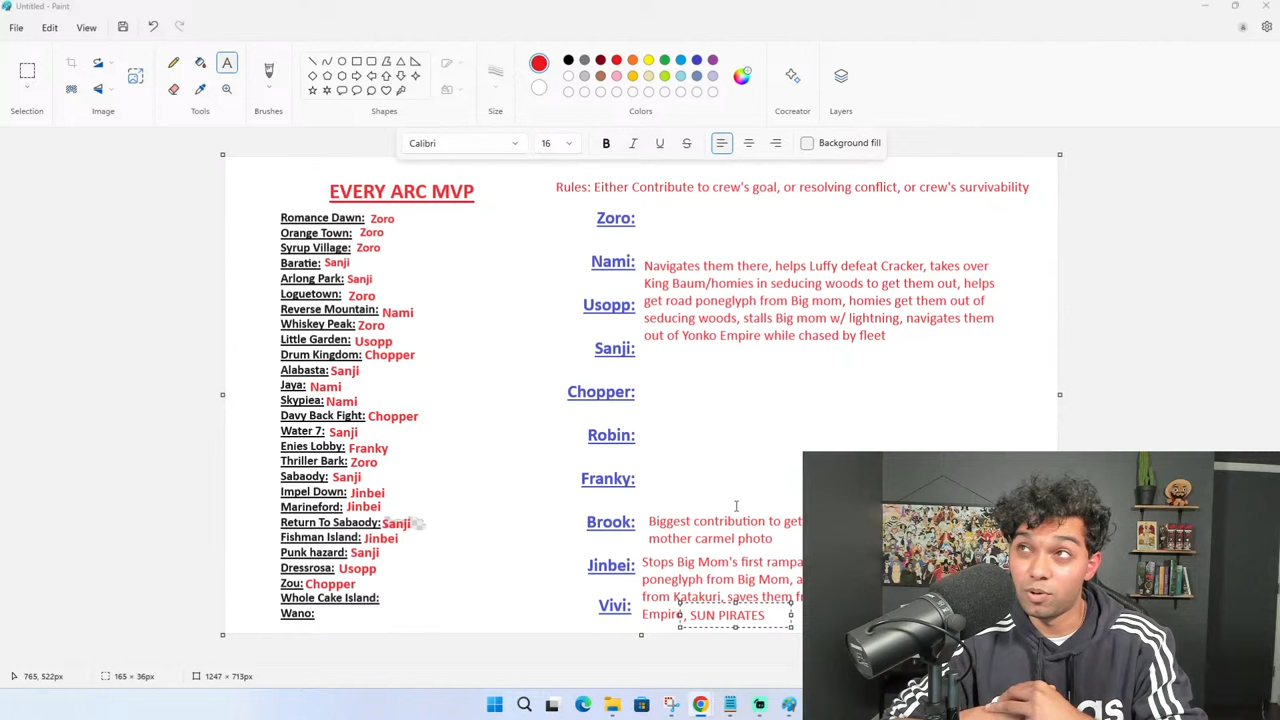 Untitled - Paint
File Edit View
Selection Image Tools Brushes Shapes Size Colors Cocreator Layers
Calibri 16 B I U S Background fill
EVERY ARC MVP
Rules: Either Contribute to crew's goal, or resolving conflict, or crew's survivability
Romance Dawn: Zoro
Orange Town: Zoro
Syrup Village: Zoro
Baratie: Sanji
Arlong Park: Sanji
Loguetown: Zoro
Reverse Mountain: Nami
Whiskey Peak: Zoro
Little Garden: Usopp
Drum Kingdom: Chopper
Alabasta: Sanji
Jaya: Nami
Skypiea: Nami
Davy Back Fight: Chopper
Water 7: Sanji
Enies Lobby: Franky
Thriller Bark: Zoro
Sabaody: Sanji
Impel Down: Jinbei
Marineford: Jinbei
Return To Sabaody: Sanji
Fishman Island: Jinbei
Punk hazard: Sanji
Dressrosa: Usopp
Zou: Chopper
Whole Cake Island:
Wano:
Zoro:
Nami:
Navigates them there, helps Luffy defeat Cracker, takes over
King Baum/homies in seducing woods to get them out, helps
get road poneglyph from Big mom, homies get them out of
seducing woods, stalls Big mom w/ lightning, navigates them
out of Yonko Empire while chased by fleet
Usopp:
Sanji:
Chopper:
Robin:
Franky:
Brook:
Biggest contribution to get
mother carmel photo
Jinbei:
Stops Big Mom's first rampa
poneglyph from Big Mom, a
from Katakuri. saves them fr
Empire, SUN PIRATES
Vivi:
765, 522px 165 × 36px 1247 × 713px